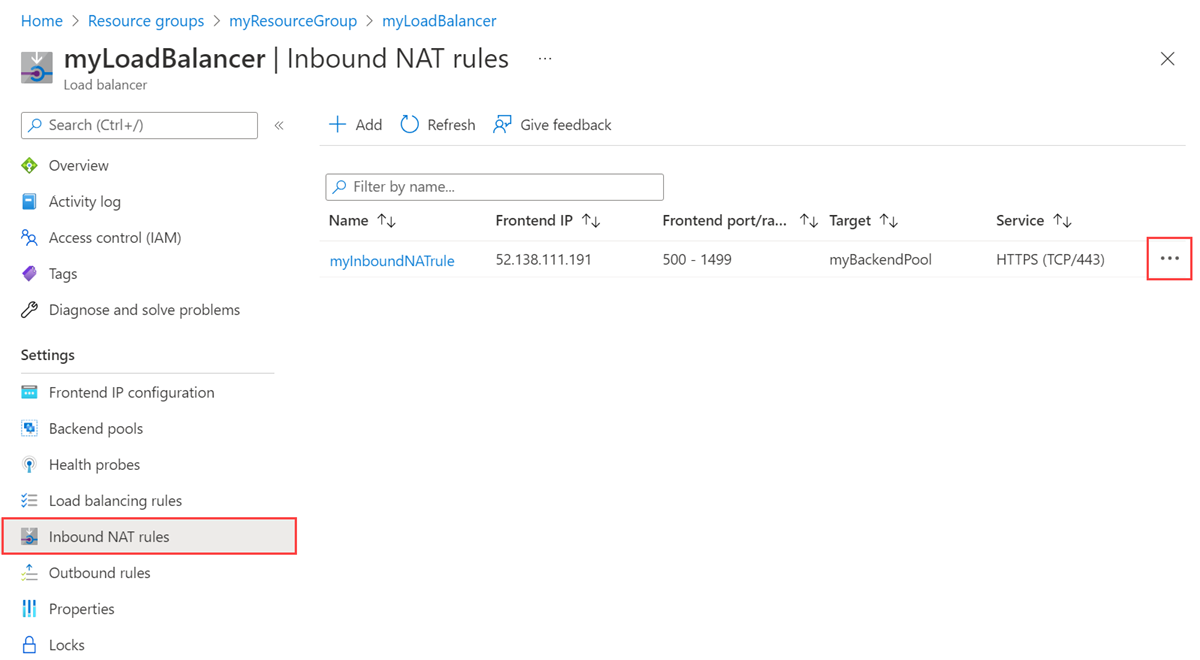 Home > Resource groups > myResourceGroup > myLoadBalancer
myLoadBalancer | Inbound NAT rules ...
Load balancer
Search (Ctrl+/) «
Add Refresh Give feedback
Overview
Activity log
Access control (IAM)
Tags
Diagnose and solve problems
Settings
Frontend IP configuration
Backend pools
Health probes
Load balancing rules
Inbound NAT rules
Outbound rules
Properties
Locks
Filter by name...
Name ↑↓ Frontend IP ↑↓ Frontend port/ra... ↑↓ Target ↑↓ Service ↑↓
myInboundNATrule 52.138.111.191 500 - 1499 myBackendPool HTTPS (TCP/443) ...